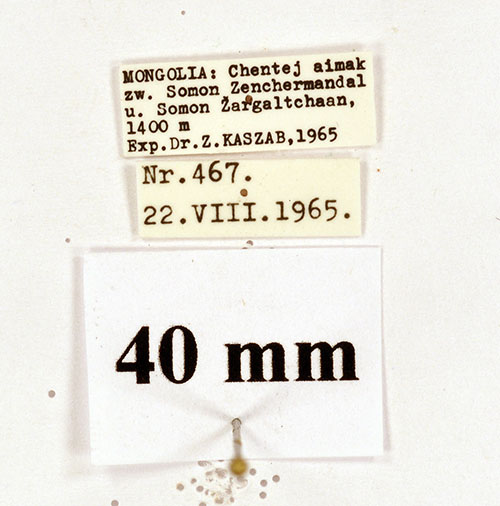 MONGOLIA: Chentej aimak
zw. Somon Zenchermandal
u. Somon Žargaltchaan,
1400 m
Exp.Dr.Z.KASZAB,1965
Nr.467.
22.VIII.1965.
40 mm